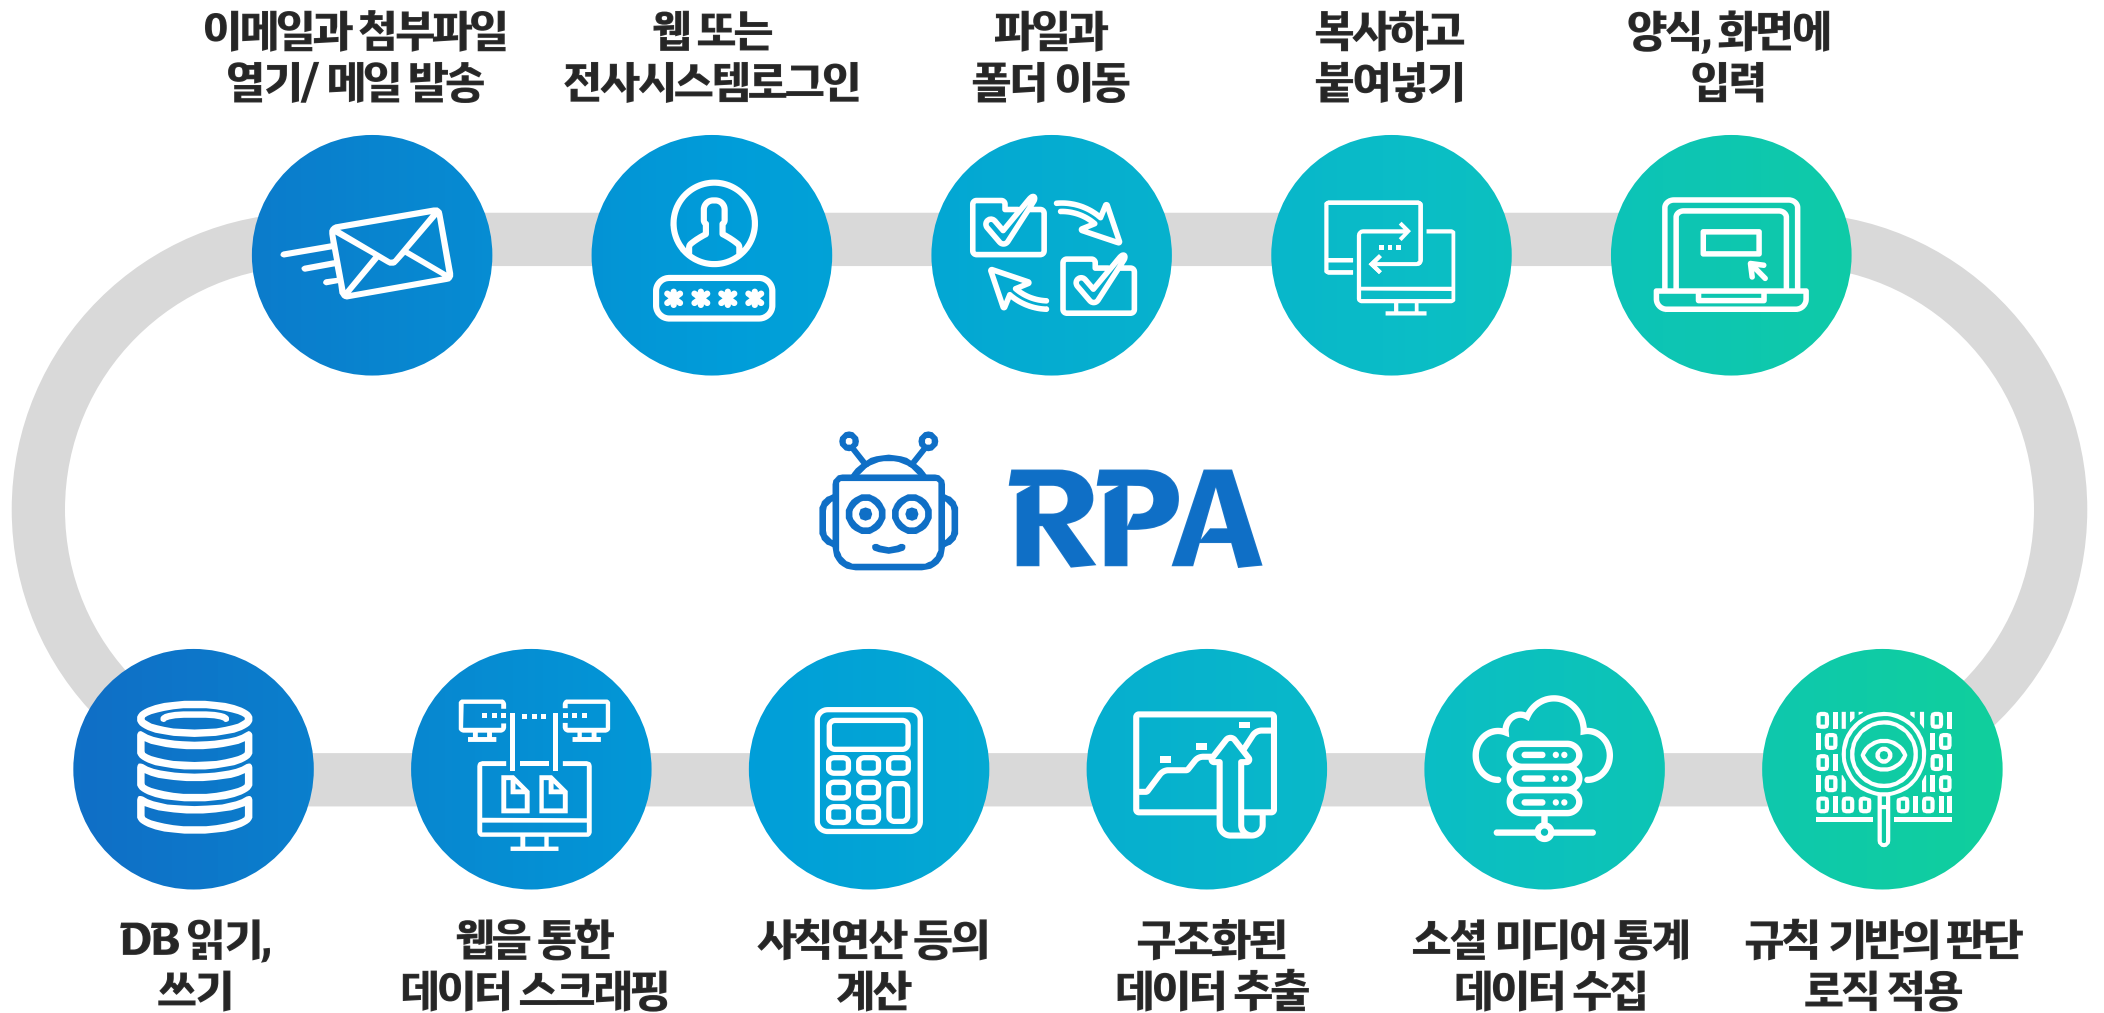 이메일과 첨부파일
열기/ 메일 발송
웹 또는
전사시스템로그인
파일과
폴더 이동
복사하고
붙여넣기
양식, 화면에
입력
RPA
DB 읽기,
쓰기
웹을 통한
데이터 스크래핑
사칙연산 등의
계산
구조화된
데이터 추출
소셜 미디어 통계
데이터 수집
규칙 기반의 판단
로직 적용